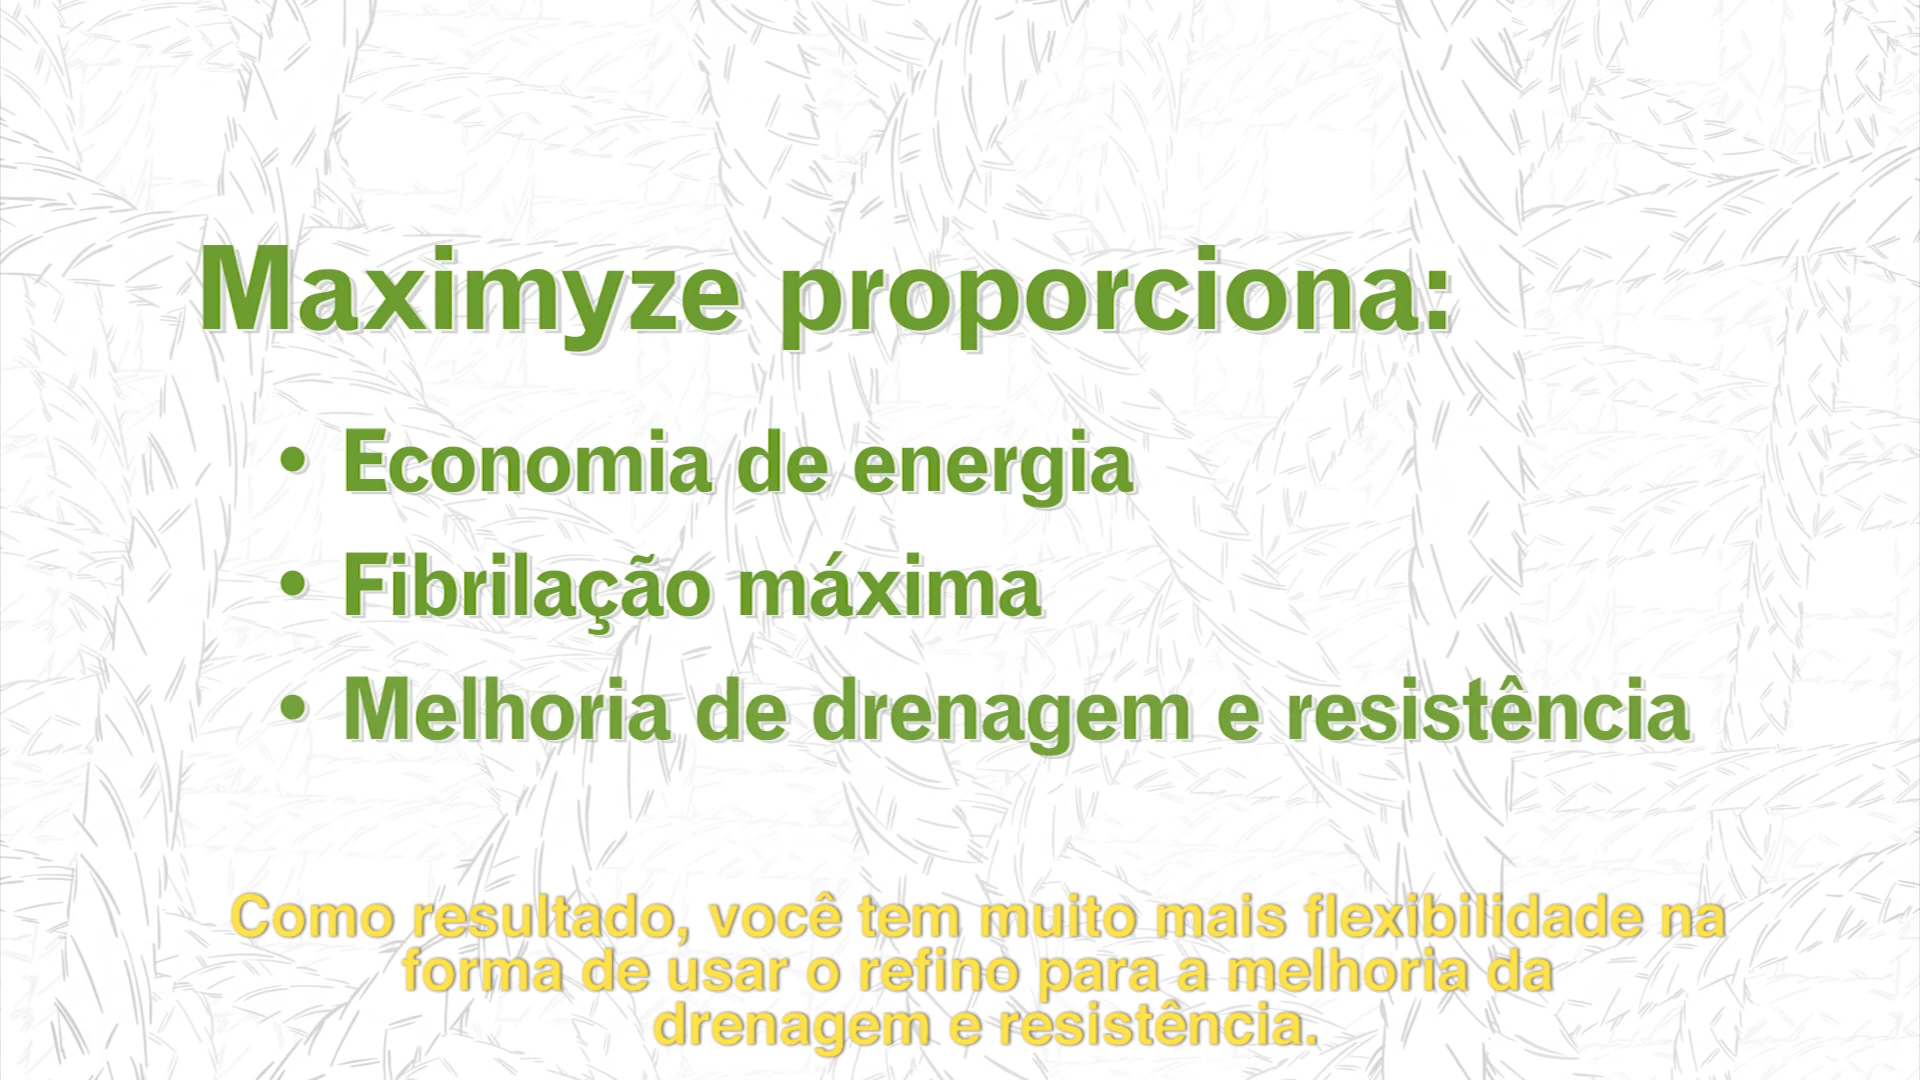 Maximyze proporciona:
• Economia de energia
• Fibrilação máxima
• Melhoria de drenagem e resistência
Como resultado, você tem muito mais flexibilidade na
forma de usar o refino para a melhoria da
drenagem e resistência.